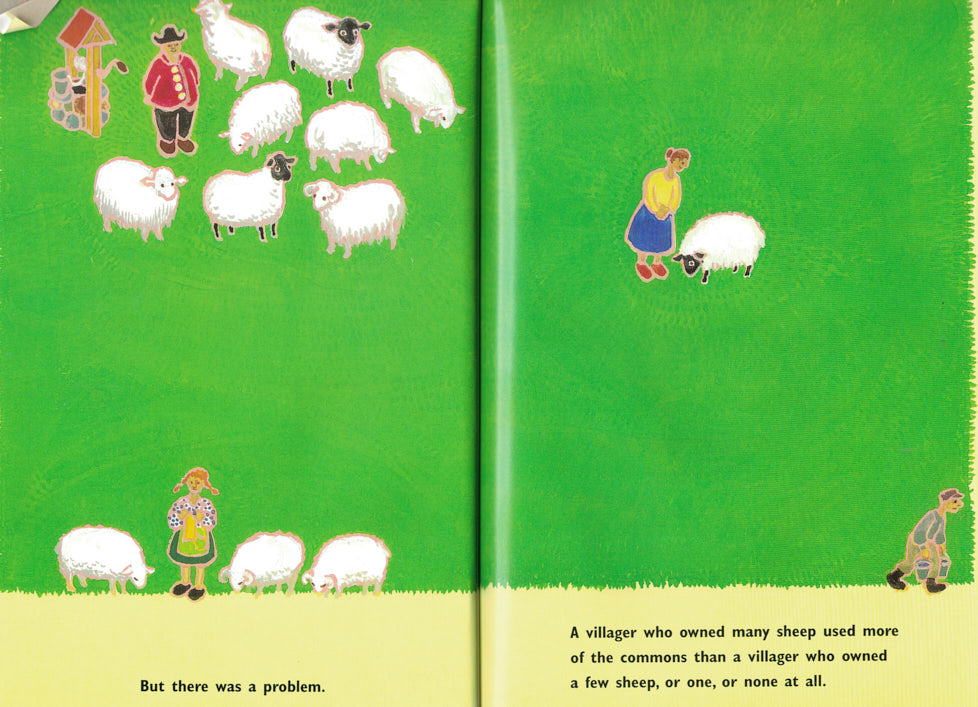 But there was a problem.
A villager who owned many sheep used more
of the commons than a villager who owned
a few sheep, or one, or none at all.